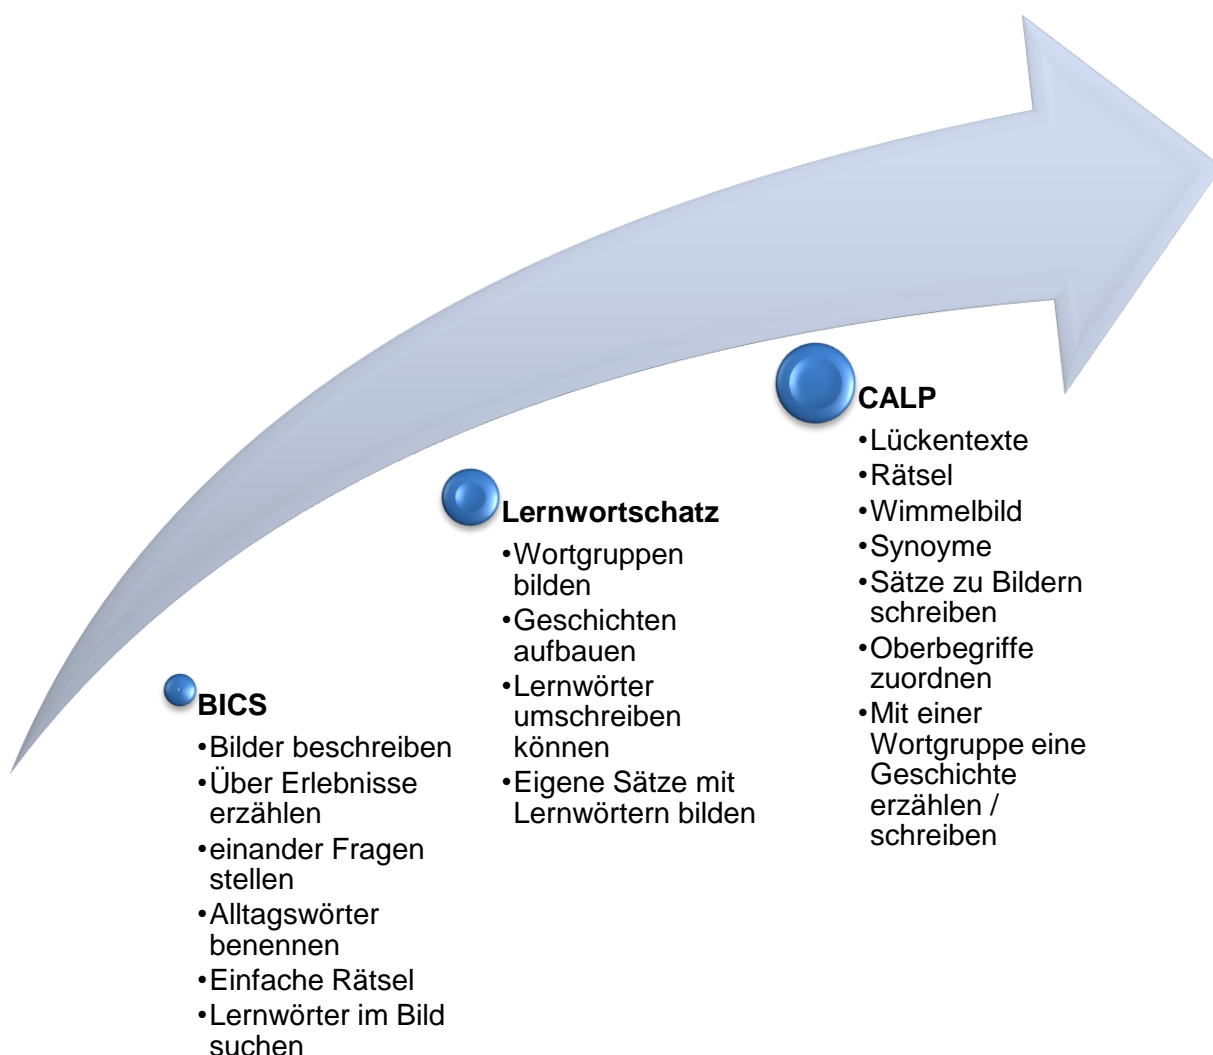 BICS
•Bilder beschreiben
•Über Erlebnisse
erzählen
•einander Fragen
stellen
•Alltagswörter
benennen
•Einfache Rätsel
•Lernwörter im Bild
suchen
Lernwortschatz
•Wortgruppen
bilden
•Geschichten
aufbauen
•Lernwörter
umschreiben
können
•Eigene Sätze mit
Lernwörtern bilden
CALP
•Lückentexte
•Rätsel
•Wimmelbild
•Synoyme
•Sätze zu Bildern
schreiben
•Oberbegriffe
zuordnen
•Mit einer
Wortgruppe eine
Geschichte
erzählen /
schreiben